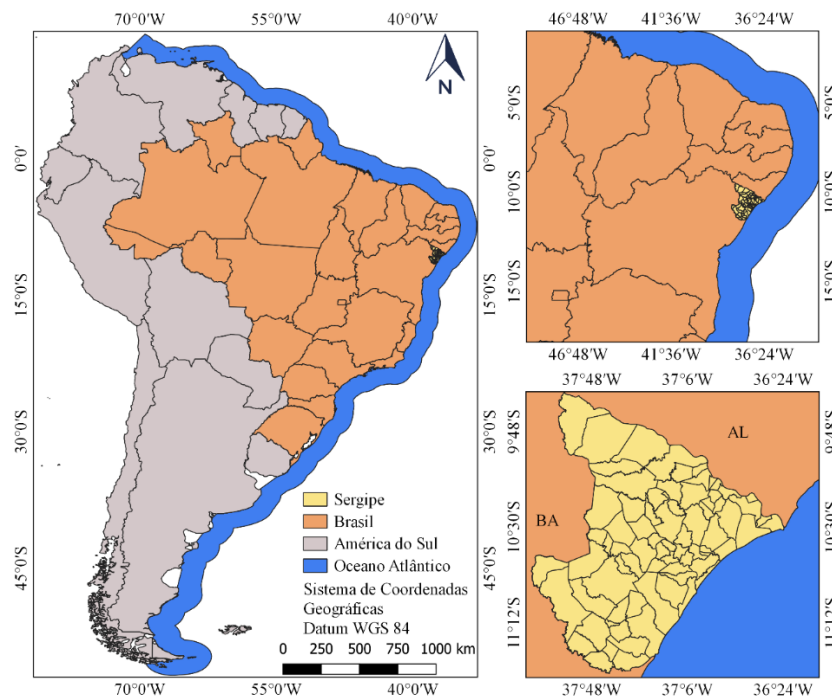 70°0'W 55°0'W 40°0'W
0°0' 15°0'S 30°0'S 45°0'S
N
Sergipe
Brasil
América do Sul
Oceano Atlântico
Sistema de Coordenadas
Geográficas
Datum WGS 84
0 250 500 750 1000 km
0°0' 15°0'S 30°0'S 45°0'S
70°0'W 55°0'W 40°0'W
46°48'W 41°36'W 36°24'W
5°0'S 10°0'S 15°0'S
5°0'S 10°0'S 15°0'S
46°48'W 41°36'W 36°24'W
37°48'W 37°6'W 36°24'W
9°48'S 10°30'S 11°12'S
AL
BA
9°48'S 10°30'S 11°12'S
37°48'W 37°6'W 36°24'W